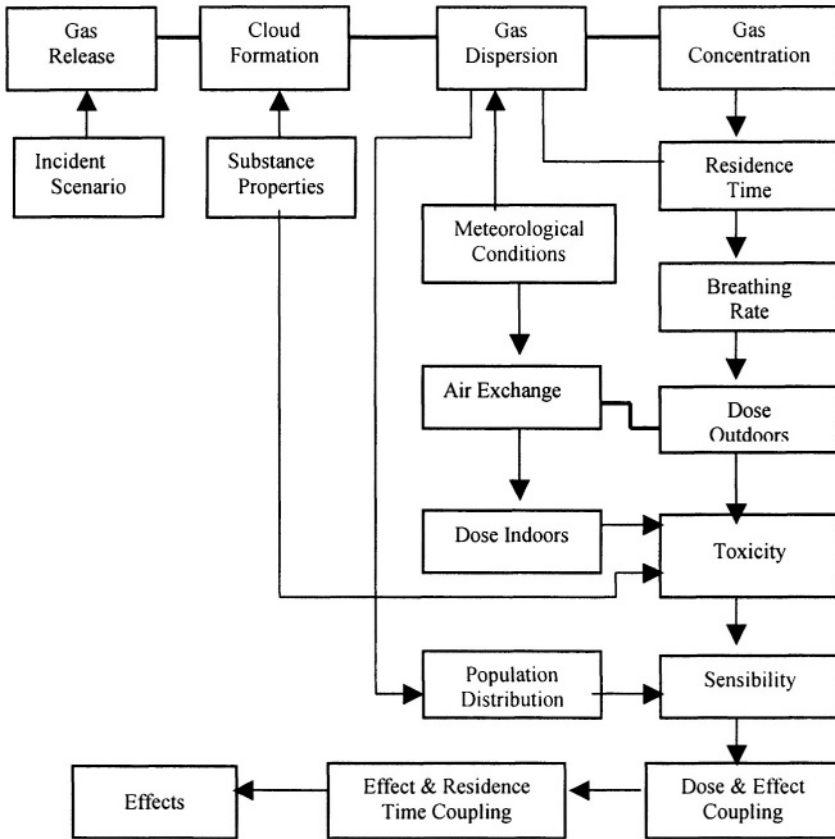 Gas
Release
Cloud
Formation
Gas
Dispersion
Gas
Concentration
Incident
Scenario
Substance
Properties
Residence
Time
Meteorological
Conditions
Breathing
Rate
Air Exchange
Dose
Outdoors
Dose Indoors
Toxicity
Population
Distribution
Sensibility
Effects
Effect & Residence
Time Coupling
Dose & Effect
Coupling